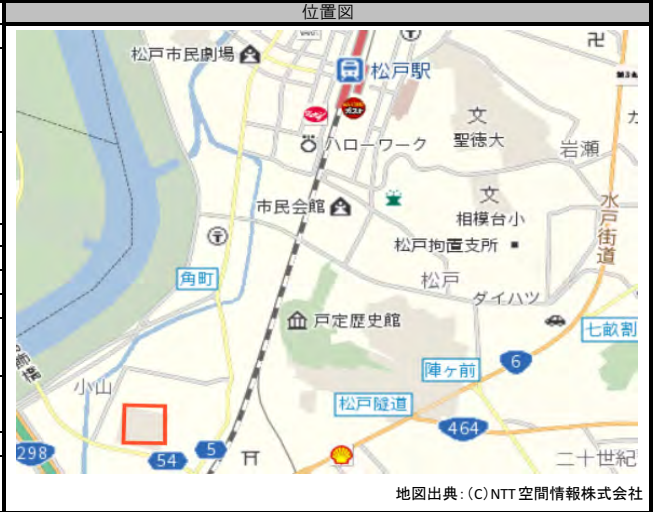 位置図
松戸市民劇場
松戸駅
ハローワーク
文
聖徳大
岩瀬
市民会館
文
相模台小
水戸街道
松戸拘置支所
角町
松戸
ダイハツ
戸定歴史館
七畝割
陣ヶ前
6
小山
松戸隧道
464
298
54
5
二十世紀
地図出典:(C)NTT空間情報株式会社